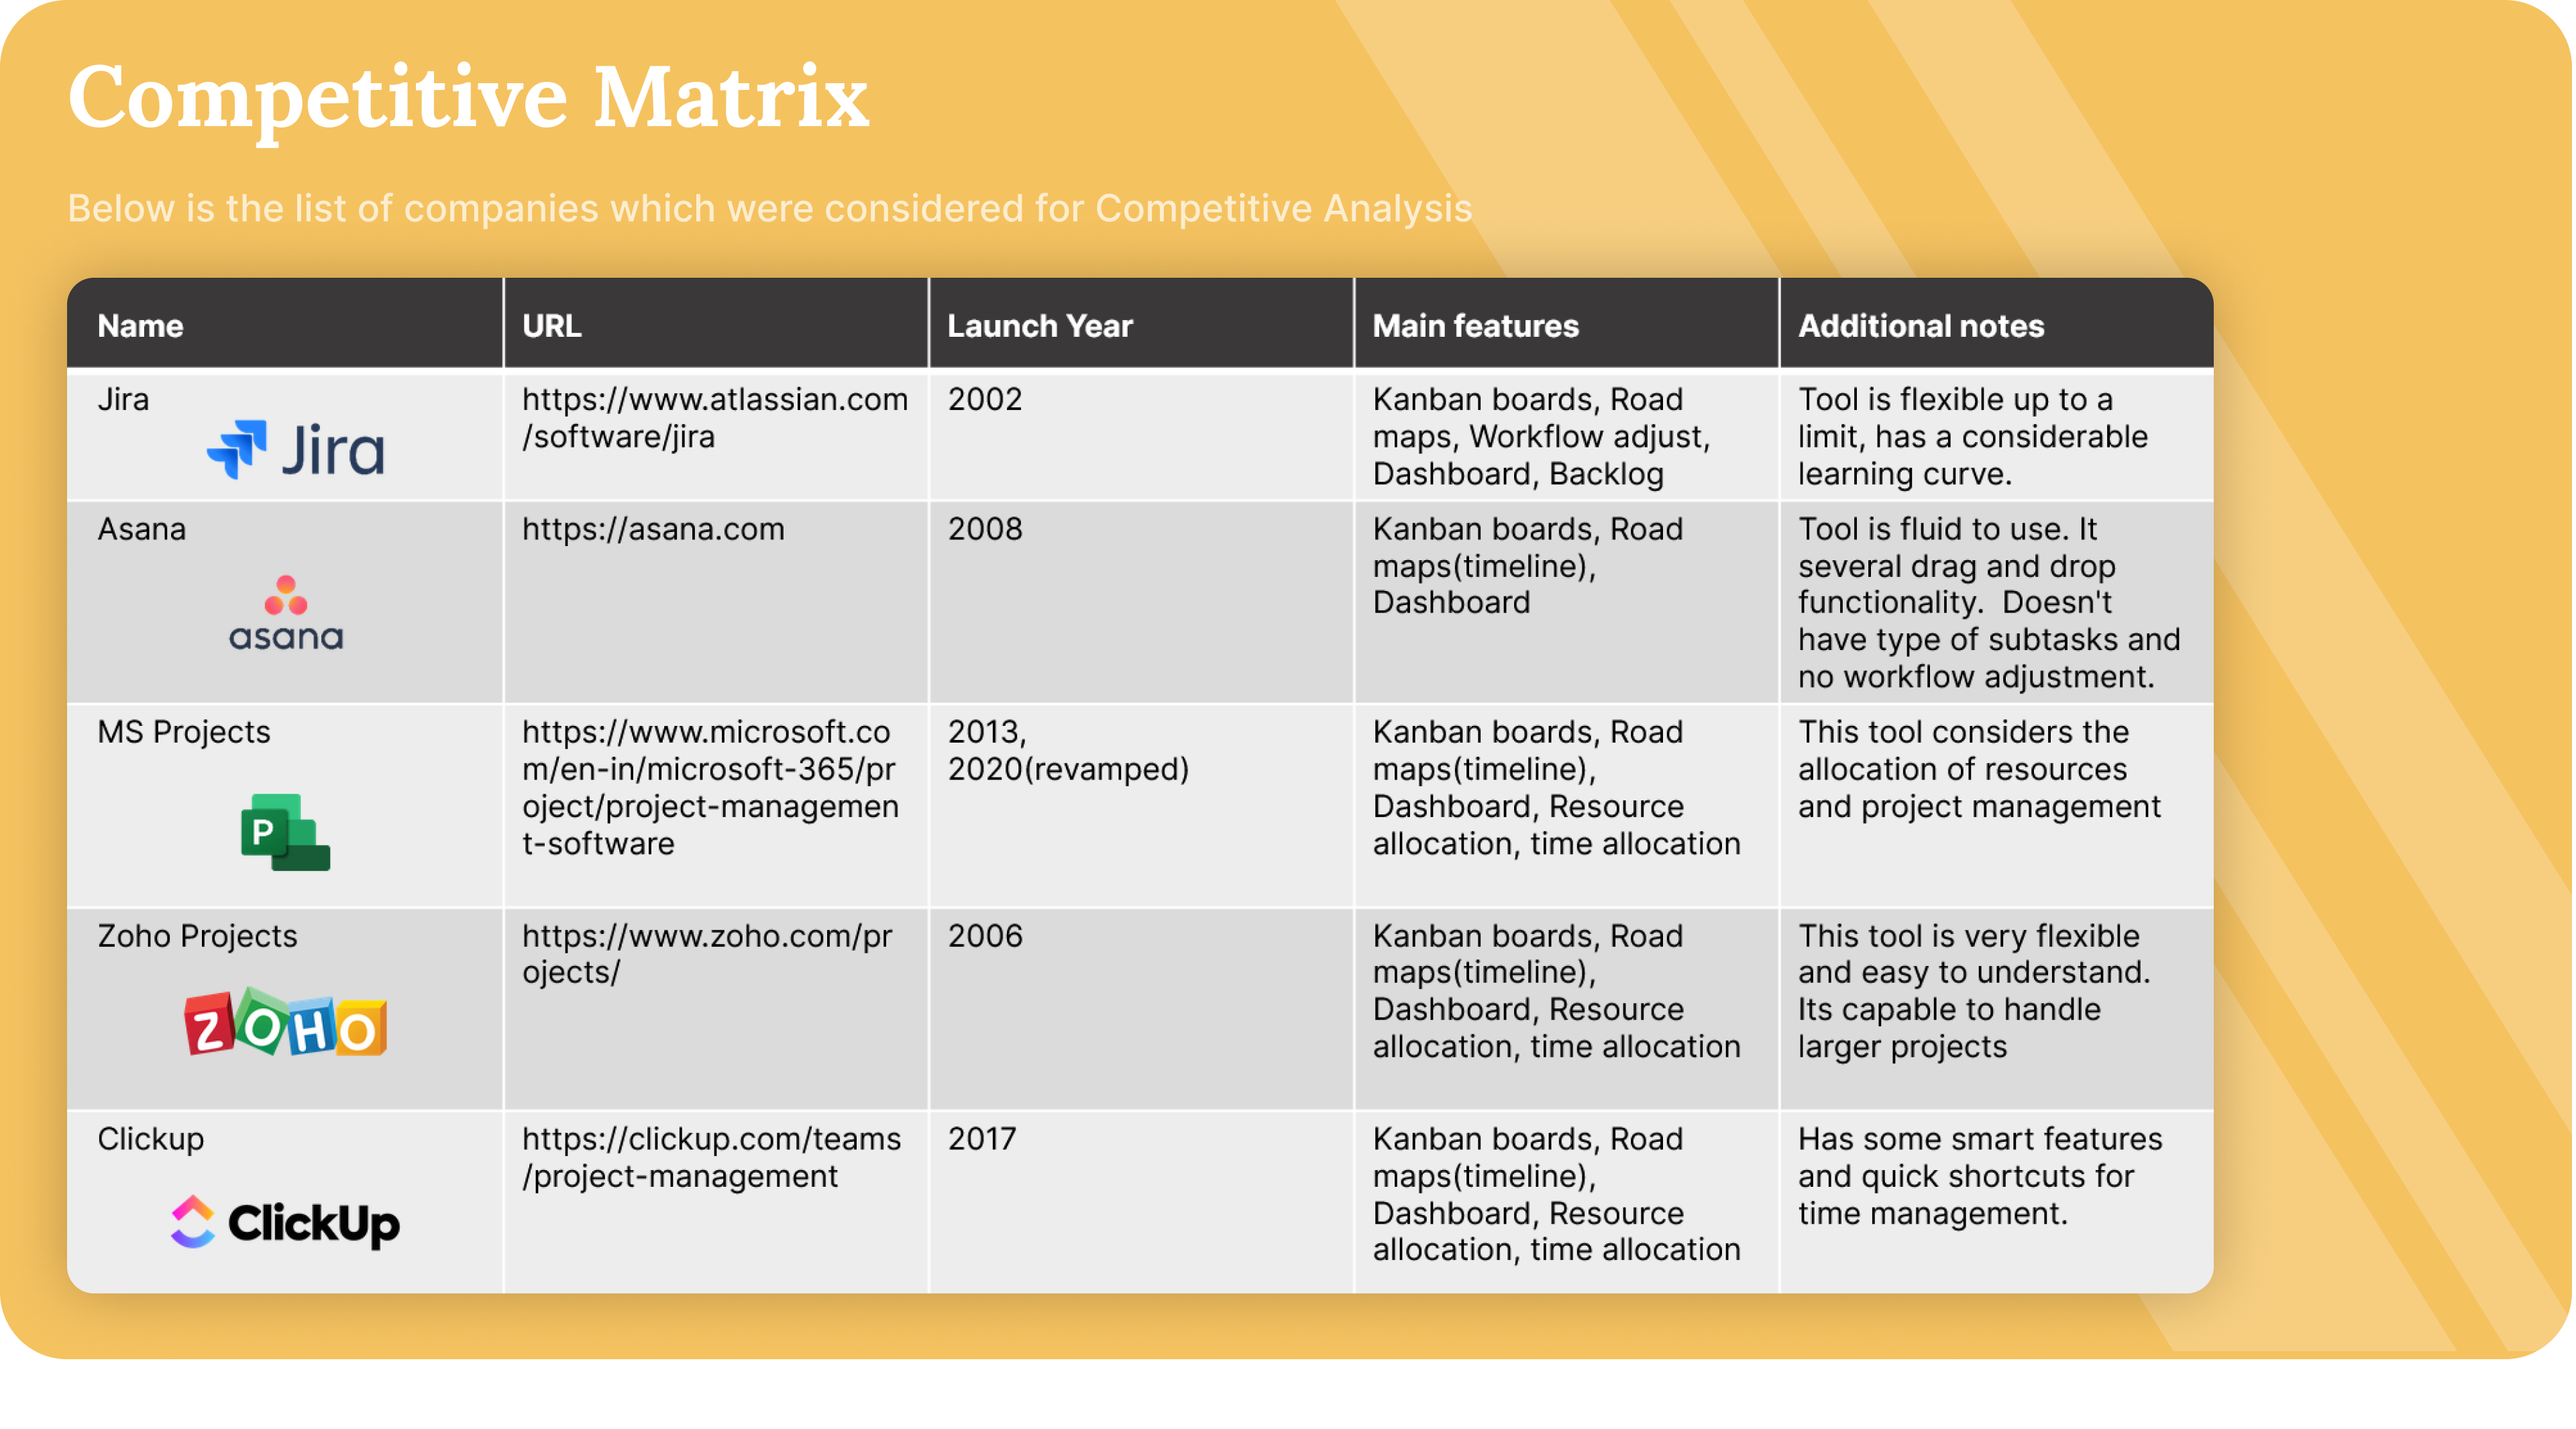 Competitive Matrix
Below is the list of companies which were considered for Competitive Analysis
Name
URL
Launch Year
Main features
Additional notes
Jira
Jira
https://www.atlassian.com
/software/jira
2002
Kanban boards, Road
maps, Workflow adjust,
Dashboard, Backlog
Tool is flexible up to a
limit, has a considerable
learning curve.
Asana
asana
https://asana.com
2008
Kanban boards, Road
maps(timeline),
Dashboard
Tool is fluid to use. It
several drag and drop
functionality.  Doesn't
have type of subtasks and
no workflow adjustment.
MS Projects
P
https://www.microsoft.co
m/en-in/microsoft-365/pr
oject/project-managemen
t-software
2013,
2020(revamped)
Kanban boards, Road
maps(timeline),
Dashboard, Resource
allocation, time allocation
This tool considers the
allocation of resources
and project management
Zoho Projects
ZOHO
https://www.zoho.com/pr
ojects/
2006
Kanban boards, Road
maps(timeline),
Dashboard, Resource
allocation, time allocation
This tool is very flexible
and easy to understand.
Its capable to handle
larger projects
Clickup
ClickUp
https://clickup.com/teams
/project-management
2017
Kanban boards, Road
maps(timeline),
Dashboard, Resource
allocation, time allocation
Has some smart features
and quick shortcuts for
time management.